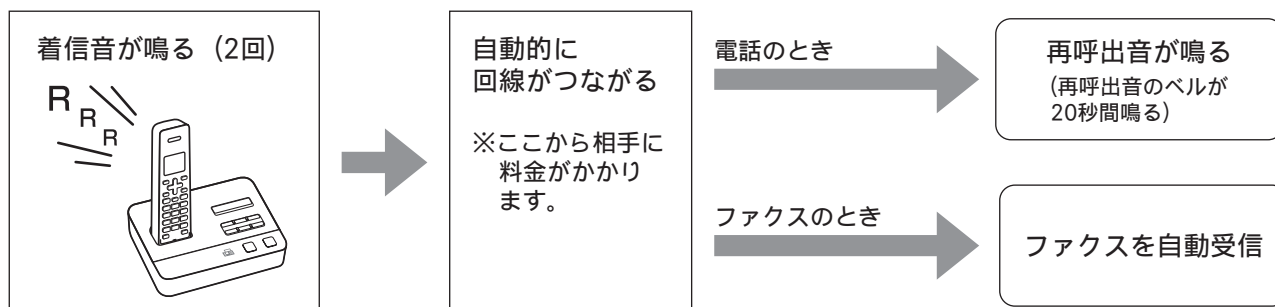 着信音が鳴る（2回）
R
R
R
自動的に
回線がつながる
※ここから相手に
料金がかかり
ます。
電話のとき
再呼出音が鳴る
(再呼出音のベルが
20秒間鳴る)
ファクスのとき
ファクスを自動受信